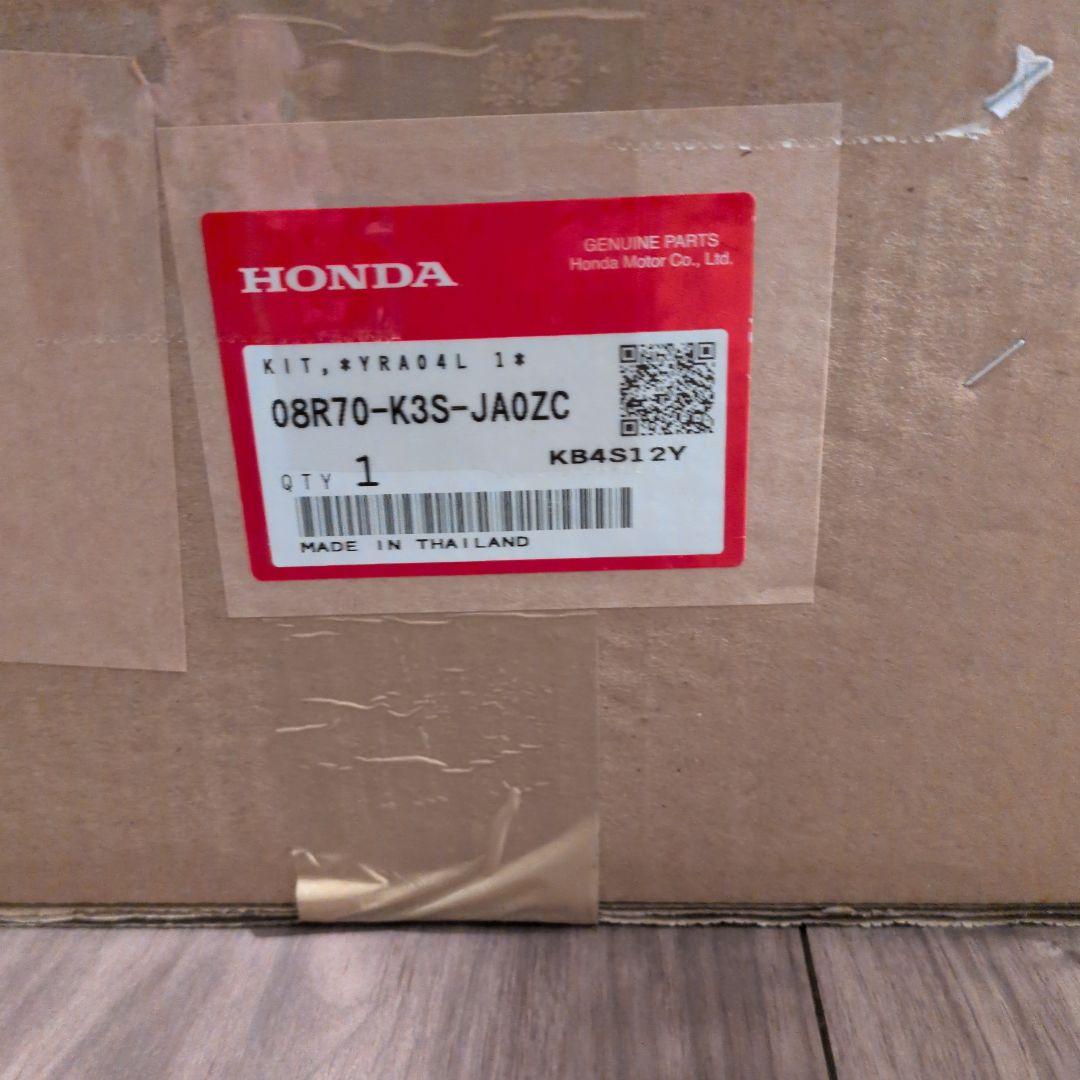 HONDA
GENUINE PARTS
Honda Motor Co., Ltd.
KIT,*YRA04L 1*
08R70-K3S-JA0ZC
KB4S12Y
QTY 1
MADE IN THAILAND